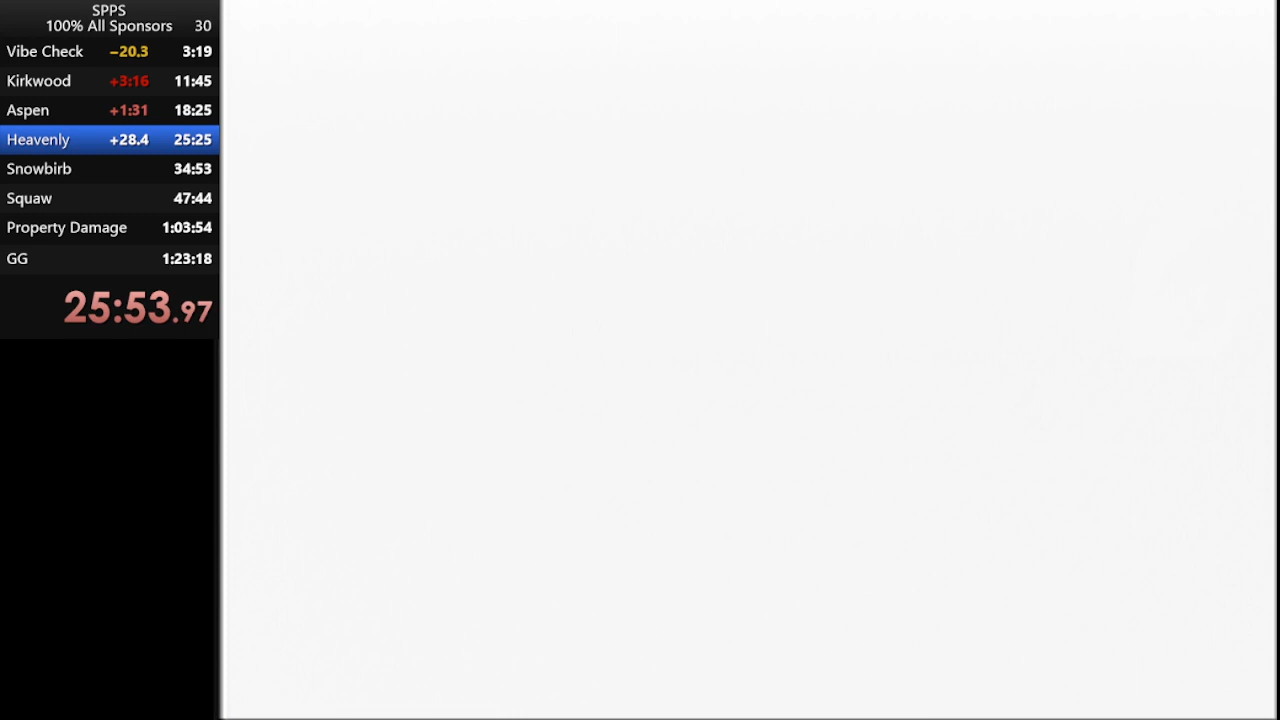 SPPS
100% All Sponsors 30
Vibe Check −20.3 3:19
Kirkwood +3:16 11:45
Aspen +1:31 18:25
Heavenly +28.4 25:25
Snowbirb 34:53
Squaw 47:44
Property Damage 1:03:54
GG 1:23:18
25:53.97